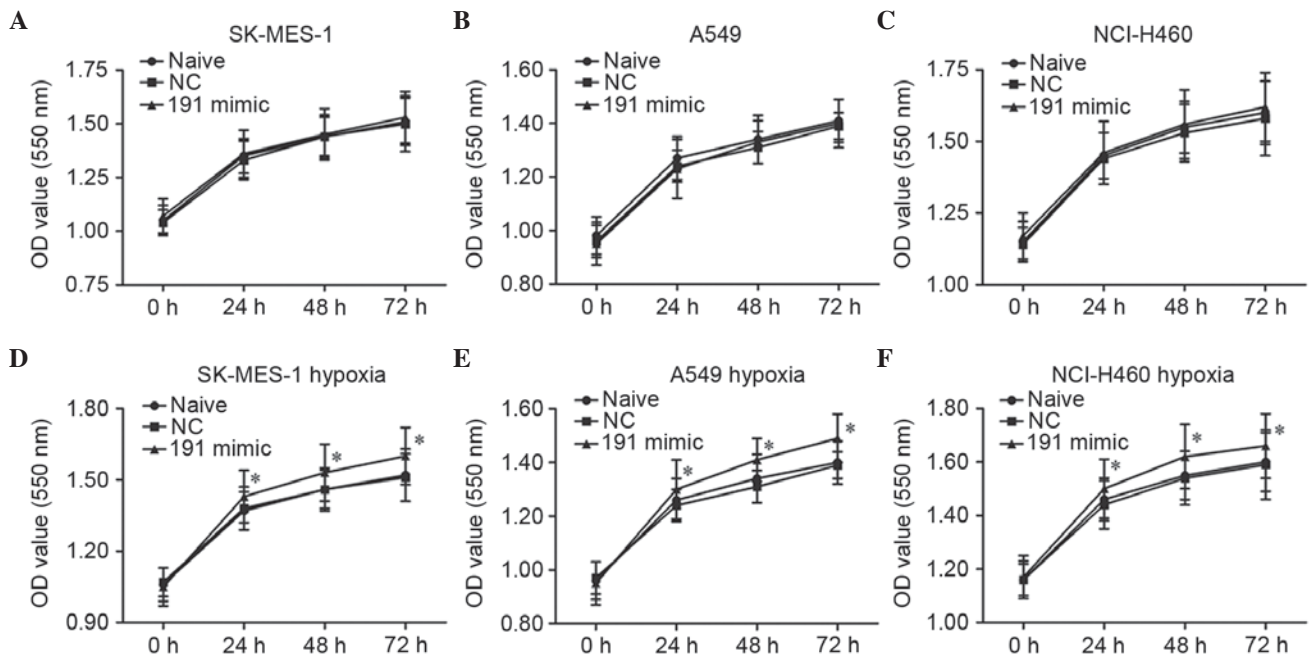 A
SK-MES-1
Naive
NC
191 mimic
OD value (550 nm)
1.75
1.50
1.25
1.00
0.75
0 h
24 h
48 h
72 h
B
A549
Naive
NC
191 mimic
OD value (550 nm)
1.60
1.40
1.20
1.00
0.80
0 h
24 h
48 h
72 h
C
NCI-H460
Naive
NC
191 mimic
OD value (550 nm)
1.75
1.50
1.25
1.00
0 h
24 h
48 h
72 h
D
SK-MES-1 hypoxia
Naive
NC
191 mimic
OD value (550 nm)
1.80
1.50
1.20
0.90
*
*
*
0 h
24 h
48 h
72 h
E
A549 hypoxia
Naive
NC
191 mimic
OD value (550 nm)
1.60
1.40
1.20
1.00
0.80
*
*
*
0 h
24 h
48 h
72 h
F
NCI-H460 hypoxia
Naive
NC
191 mimic
OD value (550 nm)
1.80
1.60
1.40
1.20
1.00
*
*
*
0 h
24 h
48 h
72 h